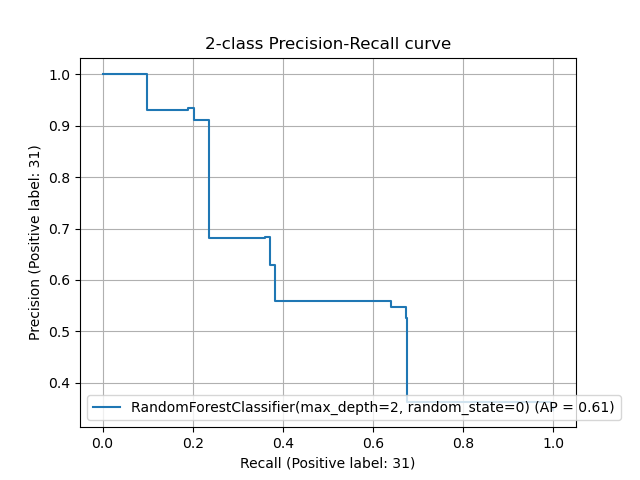 2-class Precision-Recall curve
Precision (Positive label: 31)
1.0
0.9
0.8
0.7
0.6
0.5
0.4
RandomForestClassifier(max_depth=2, random_state=0) (AP = 0.61)
0.0 0.2 0.4 0.6 0.8 1.0
Recall (Positive label: 31)